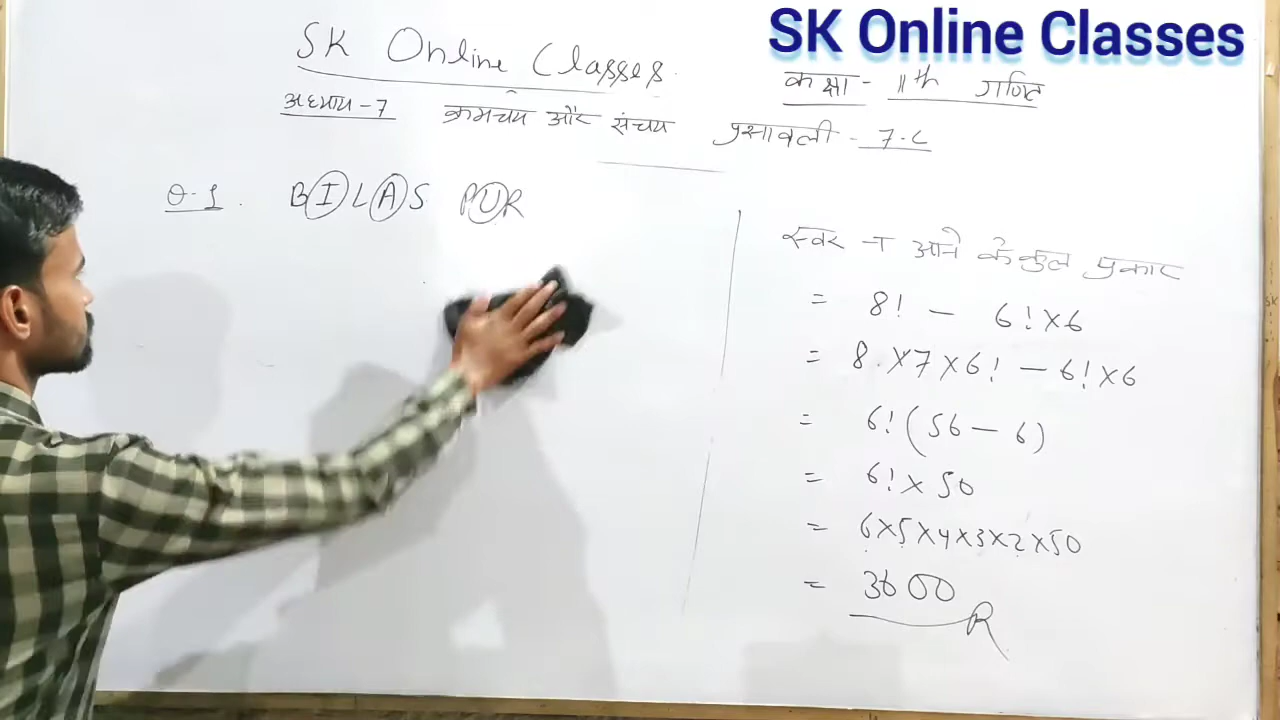 SK Online Classes
SK Online Classes
कक्षा - 11th गणित
अध्याय - 7 क्रमचय और संचय प्रश्नावली - 7.C
Q.1. BILAS PUR
स्वर न आने के कुल प्रकार
= 8! - 6!×6
= 8×7×6! - 6!×6
= 6!(56 - 6)
= 6!×50
= 6×5×4×3×2×50
= 3600